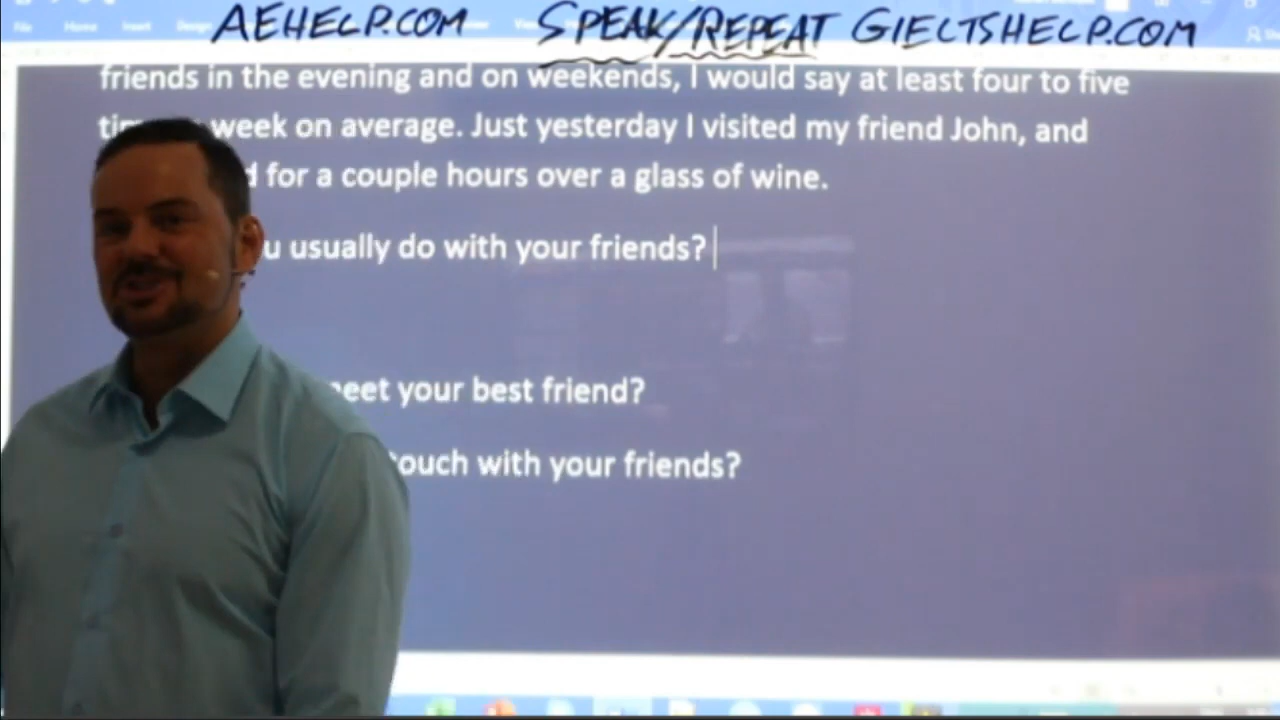 AEHELP.COM SPEAK/REPEAT GIELTSHELP.COM
friends in the evening and on weekends, I would say at least four to five
week on average. Just yesterday I visited my friend John, and
for a couple hours over a glass of wine.
usually do with your friends?
your best friend?
with your friends?